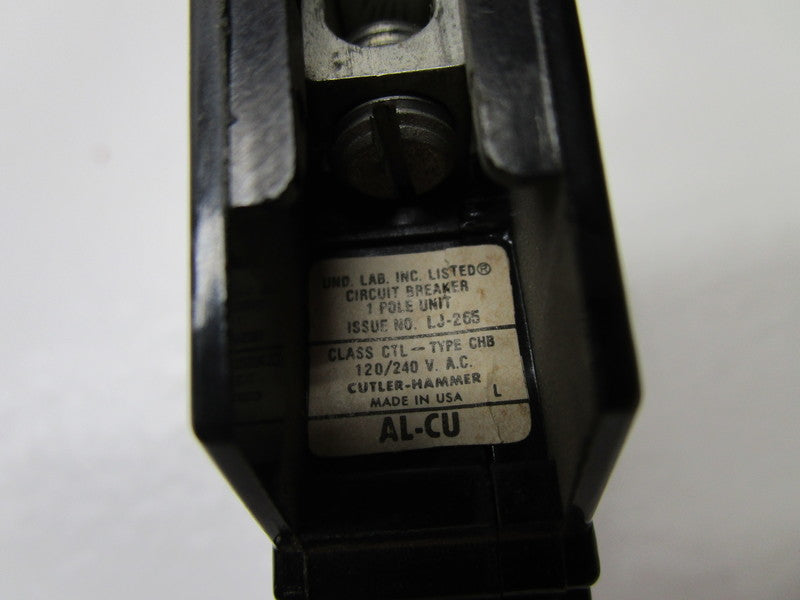 UND. LAB. INC. LISTED®
CIRCUIT BREAKER
1 POLE UNIT
ISSUE NO. LJ-265
CLASS CTL - TYPE CHB
120/240 V. A.C.
CUTLER-HAMMER
MADE IN USA L
AL-CU